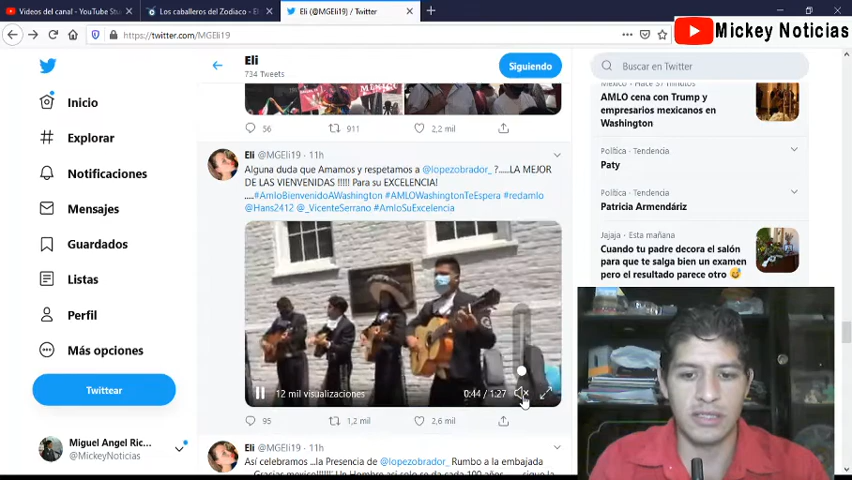 Videos del canal - YouTube Stu
Los caballeros del Zodiaco - El
Eli (@MGEli19) / Twitter
https://twitter.com/MGEli19
Mickey Noticias
Eli
734 Tweets
Siguiendo
Buscar en Twitter
Inicio
Explorar
Notificaciones
Mensajes
Guardados
Listas
Perfil
Más opciones
Twittear
Miguel Angel Ric...
@MickeyNoticias
MEXICO
56
911
2,2 mil
Eli @MGEli19 · 11h
Alguna duda que Amamos y respetamos a @lopezobrador_ ?.....LA MEJOR
DE LAS VIENVENIDAS !!!!! Para su EXCELENCIA!
....#AmloBienvenidoAWashington #AMLOWashingtonTeEspera #redamlo
@Hans2412 @_VicenteSerrano #AmloSuExcelencia
12 mil visualizaciones
0:44 / 1:27
95
1,2 mil
2,6 mil
Eli @MGEli19 · 11h
Así celebramos ...la Presencia de @lopezobrador_ Rumbo a la embajada
México · Hace 37 minutos
AMLO cena con Trump y
empresarios mexicanos en
Washington
Política · Tendencia
Paty
Política · Tendencia
Patricia Armendáriz
Jajaja · Esta mañana
Cuando tu padre decora el salón
para que te salga bien un examen
pero el resultado parece otro